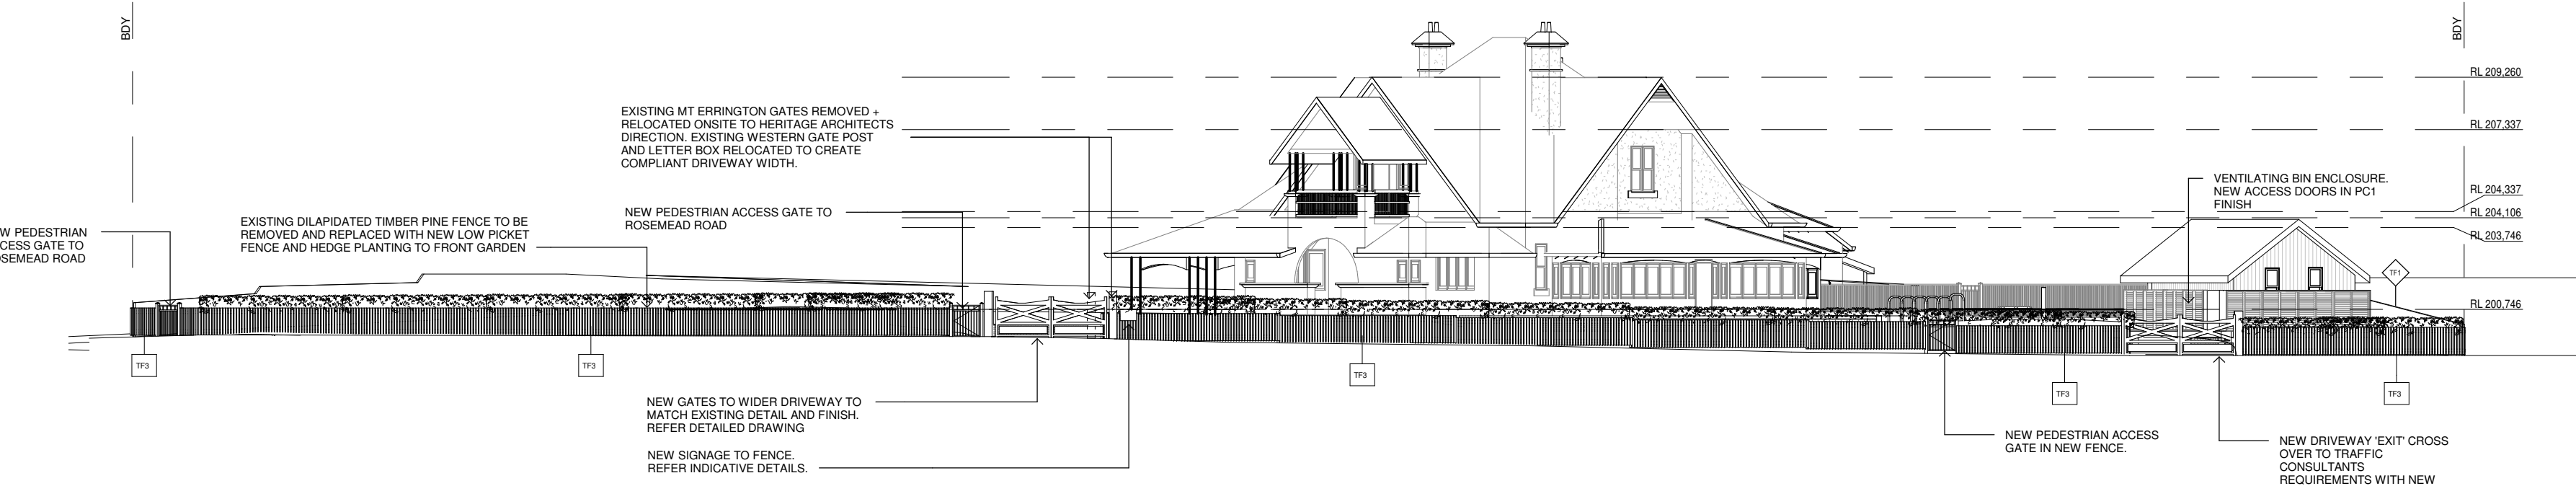 BDY
BDY
RL 209,260
RL 207,337
RL 204,337
RL 204,106
RL 203,746
RL 200,746
EXISTING MT ERRINGTON GATES REMOVED +
RELOCATED ONSITE TO HERITAGE ARCHITECTS
DIRECTION. EXISTING WESTERN GATE POST
AND LETTER BOX RELOCATED TO CREATE
COMPLIANT DRIVEWAY WIDTH.
VENTILATING BIN ENCLOSURE.
NEW ACCESS DOORS IN PC1
FINISH
NEW PEDESTRIAN ACCESS GATE TO
ROSEMEAD ROAD
EXISTING DILAPIDATED TIMBER PINE FENCE TO BE
REMOVED AND REPLACED WITH NEW LOW PICKET
FENCE AND HEDGE PLANTING TO FRONT GARDEN
W PEDESTRIAN
CESS GATE TO
SEMEAD ROAD
TF1
TF3
TF3
TF3
TF3
TF3
NEW GATES TO WIDER DRIVEWAY TO
MATCH EXISTING DETAIL AND FINISH.
REFER DETAILED DRAWING
NEW SIGNAGE TO FENCE.
REFER INDICATIVE DETAILS.
NEW PEDESTRIAN ACCESS
GATE IN NEW FENCE.
NEW DRIVEWAY 'EXIT' CROSS
OVER TO TRAFFIC
CONSULTANTS
REQUIREMENTS WITH NEW